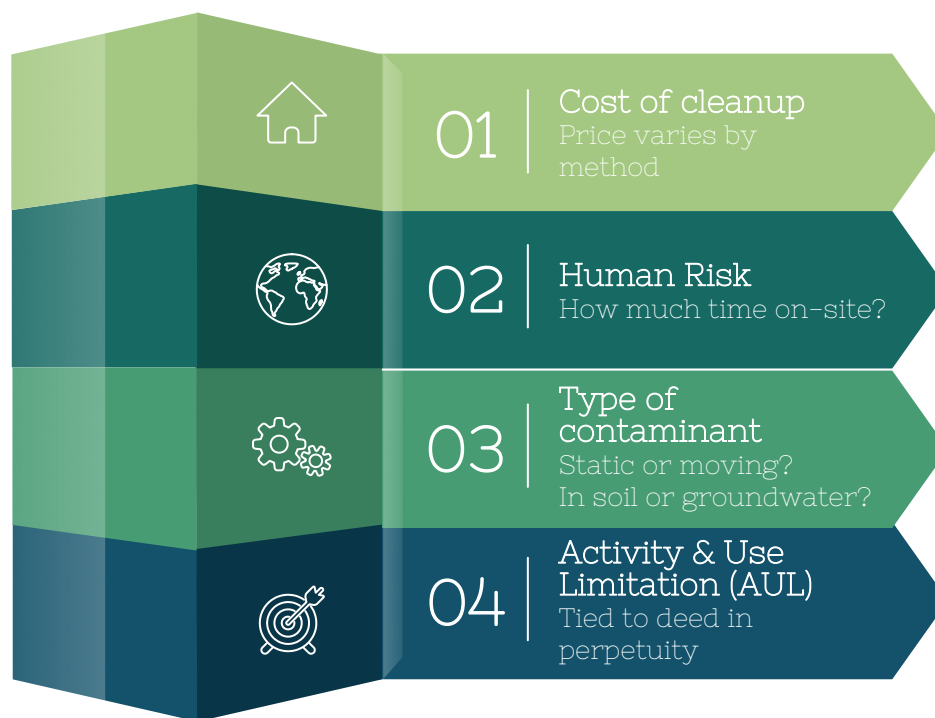 01
Cost of cleanup
Price varies by
method
02
Human Risk
How much time on-site?
03
Type of
contaminant
Static or moving?
In soil or groundwater?
04
Activity & Use
Limitation (AUL)
Tied to deed in
perpetuity